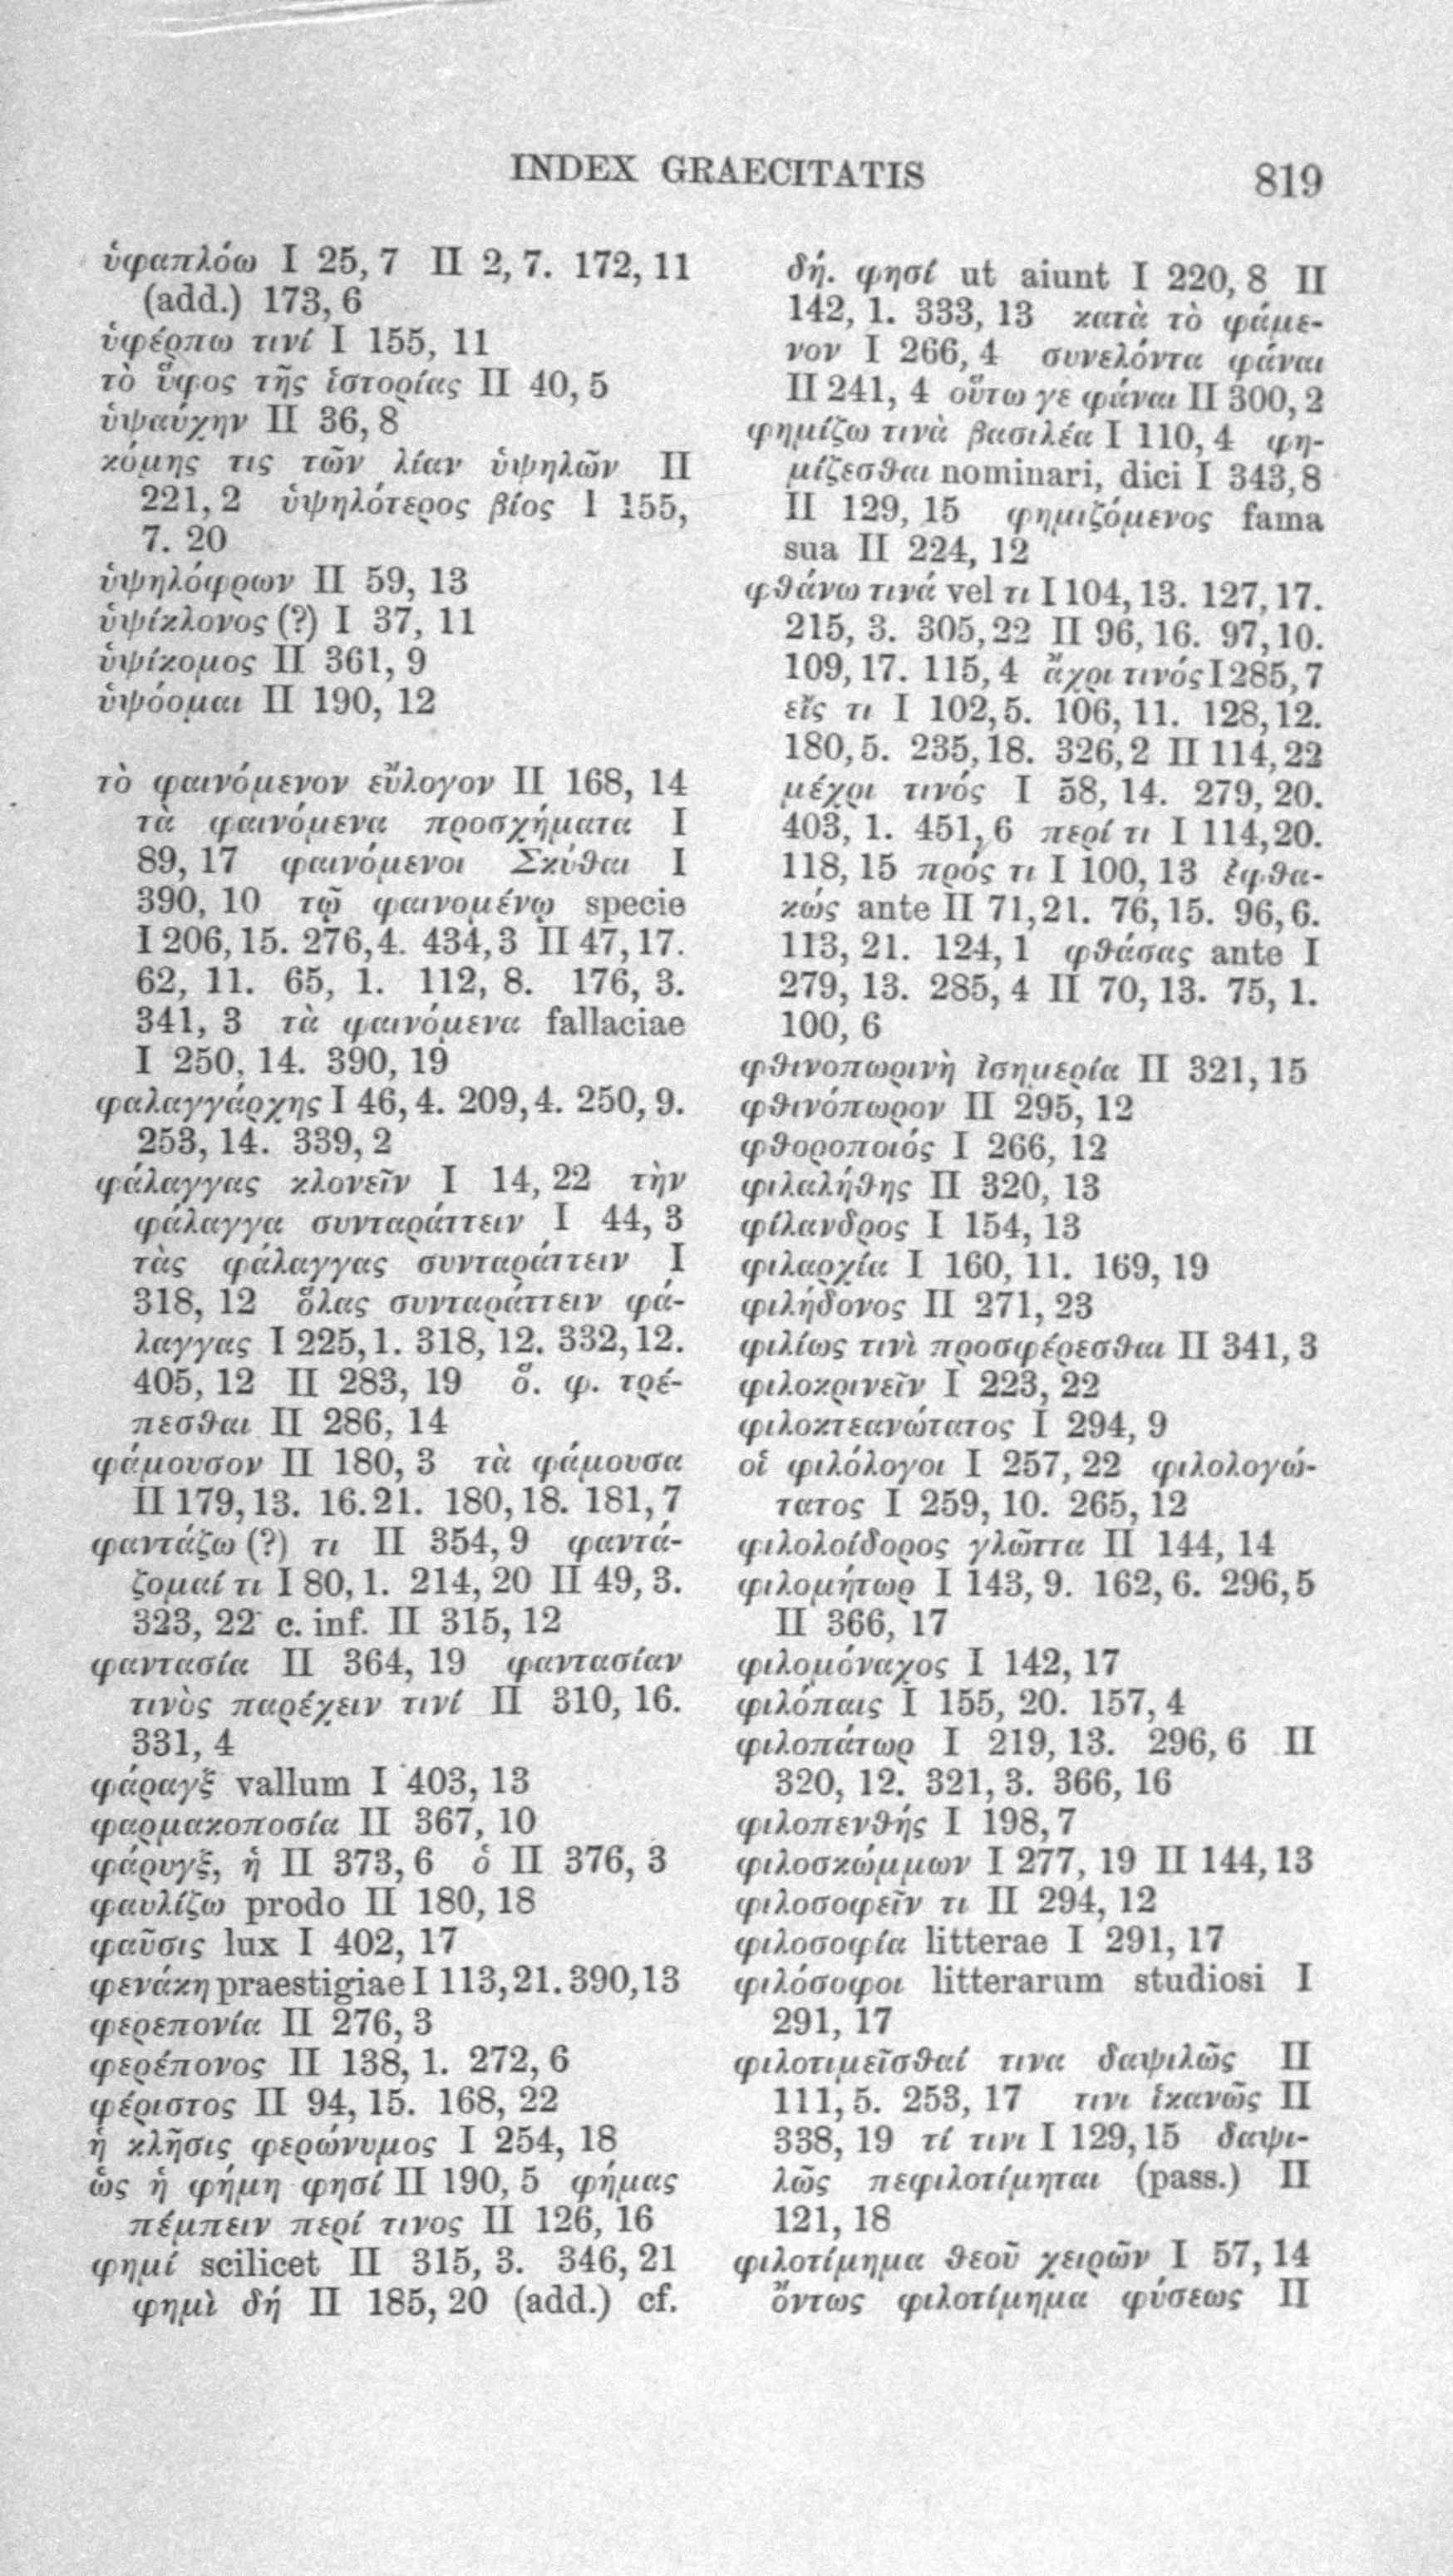 INDEX GRAECITATIS 819
ὑφαπλόω I 25, 7 II 2, 7. 172, 11
(add.) 173, 6
ὑφέρπω τινί I 155, 11
τὸ ὕφος τῆς ἱστορίας II 40, 5
ὑψαύχην II 36, 8
κόμης τις τῶν λίαν ὑψηλῶν II
221, 2 ὑψηλότερος βίος I 155,
7. 20
ὑψηλόφρων II 59, 13
ὑψίκλονος (?) I 37, 11
ὑψίκομος II 361, 9
ὑψόομαι II 190, 12
τὸ φαινόμενον εὔλογον II 168, 14
τὰ φαινόμενα προσχήματα I
89, 17 φαινόμενοι Σκύθαι I
390, 10 τῷ φαινομένῳ specie
I 206, 15. 276, 4. 434, 3 II 47, 17.
62, 11. 65, 1. 112, 8. 176, 3.
341, 3 τὰ φαινόμενα fallaciae
I 250, 14. 390, 19
φαλαγγάρχης I 46, 4. 209, 4. 250, 9.
253, 14. 339, 2
φάλαγγας κλονεῖν I 14, 22 τὴν
φάλαγγα συνταράττειν I 44, 3
τὰς φάλαγγας συνταράττειν I
318, 12 ὅλας συνταράττειν φά-
λαγγας I 225, 1. 318, 12. 332, 12.
405, 12 II 283, 19 ὅ. φ. τρέ-
πεσθαι II 286, 14
φάμουσον II 180, 3 τὰ φάμουσα
II 179, 13. 16. 21. 180, 18. 181, 7
φαντάζω (?) τι II 354, 9 φαντά-
ζομαί τι I 80, 1. 214, 20 II 49, 3.
323, 22 c. inf. II 315, 12
φαντασία II 364, 19 φαντασίαν
τινὸς παρέχειν τινί II 310, 16.
331, 4
φάραγξ vallum I 403, 13
φαρμακοποσία II 367, 10
φάρυγξ, ἡ II 373, 6 ὁ II 376, 3
φαυλίζω prodo II 180, 18
φαῦσις lux I 402, 17
φενάκη praestigiae I 113, 21. 390, 13
φερεπονία II 276, 3
φερέπονος II 138, 1. 272, 6
φέριστος II 94, 15. 168, 22
ἡ κλῆσις φερώνυμος I 254, 18
ὡς ἡ φήμη φησί II 190, 5 φήμας
πέμπειν περί τινος II 126, 16
φημί scilicet II 315, 3. 346, 21
φημὶ δή II 185, 20 (add.) cf.
δή. φησί ut aiunt I 220, 8 II
142, 1. 333, 13 κατὰ τὸ φάμε-
νον I 266, 4 συνελόντα φάναι
II 241, 4 οὕτω γε φάναι II 300, 2
φημίζω τινὰ βασιλέα I 110, 4 φη-
μίζεσθαι nominari, dici I 343, 8
II 129, 15 φημιζόμενος fama
sua II 224, 12
φθάνω τινά vel τι I 104, 13. 127, 17.
215, 3. 305, 22 II 96, 16. 97, 10.
109, 17. 115, 4 ἄχρι τινός I 285, 7
εἴς τι I 102, 5. 106, 11. 128, 12.
180, 5. 235, 18. 326, 2 II 114, 22
μέχρι τινός I 58, 14. 279, 20.
403, 1. 451, 6 περί τι I 114, 20.
118, 15 πρός τι I 100, 13 ἐφθα-
κώς ante II 71, 21. 76, 15. 96, 6.
113, 21. 124, 1 φθάσας ante I
279, 13. 285, 4 II 70, 13. 75, 1.
100, 6
φθινοπωρινὴ ἰσημερία II 321, 15
φθινόπωρον II 295, 12
φθοροποιός I 266, 12
φιλαλήθης II 320, 13
φίλανδρος I 154, 13
φιλαρχία I 160, 11. 169, 19
φιλήδονος II 271, 23
φιλίως τινὶ προσφέρεσθαι II 341, 3
φιλοκρινεῖν I 223, 22
φιλοκτεανώτατος I 294, 9
οἱ φιλόλογοι I 257, 22 φιλολογώ-
τατος I 259, 10. 265, 12
φιλολοίδορος γλῶττα II 144, 14
φιλομήτωρ I 143, 9. 162, 6. 296, 5
II 366, 17
φιλομόναχος I 142, 17
φιλόπαις I 155, 20. 157, 4
φιλοπάτωρ I 219, 13. 296, 6 II
320, 12. 321, 3. 366, 16
φιλοπενθής I 198, 7
φιλοσκώμμων I 277, 19 II 144, 13
φιλοσοφεῖν τι II 294, 12
φιλοσοφία litterae I 291, 17
φιλόσοφοι litterarum studiosi I
291, 17
φιλοτιμεῖσθαί τινα δαψιλῶς II
111, 5. 253, 17 τινι ἱκανῶς II
338, 19 τί τινι I 129, 15 δαψι-
λῶς πεφιλοτίμηται (pass.) II
121, 18
φιλοτίμημα θεοῦ χειρῶν I 57, 14
ὄντως φιλοτίμημα φύσεως II